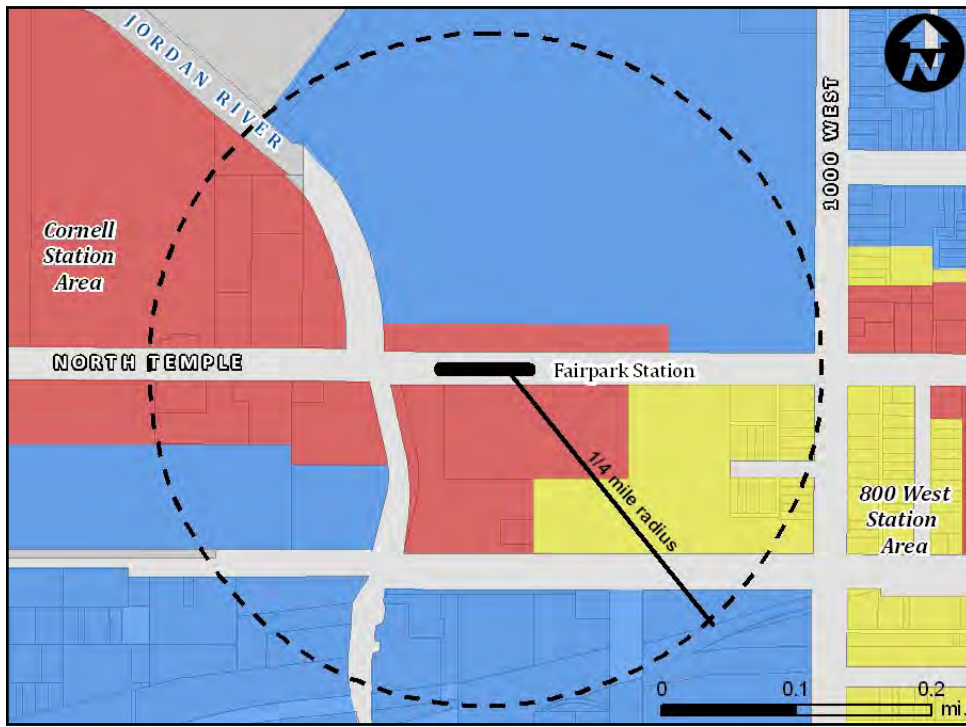 JORDAN RIVER
N
1000 WEST
Cornell
Station
Area
NORTH TEMPLE
Fairpark Station
1/4 mile radius
800 West
Station
Area
0 0.1 0.2
mi.